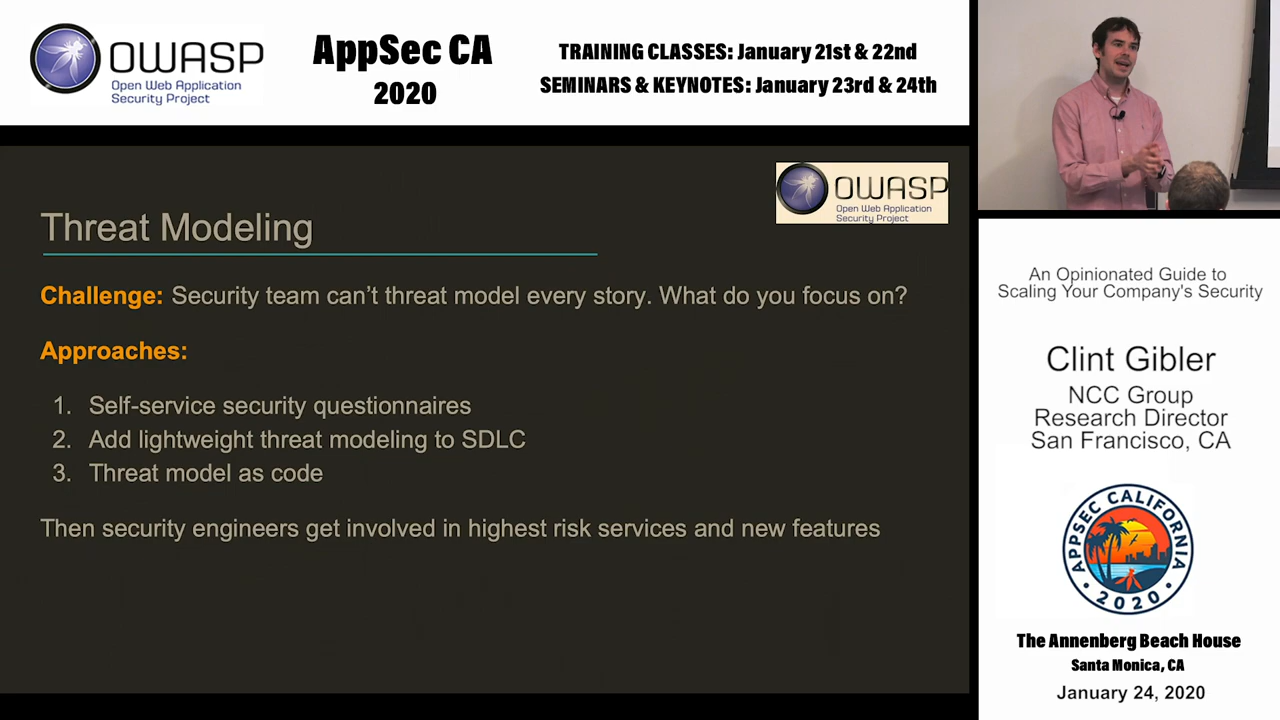 OWASP
Open Web Application
Security Project
AppSec CA
2020
TRAINING CLASSES: January 21st & 22nd
SEMINARS & KEYNOTES: January 23rd & 24th
OWASP
Open Web Application
Security Project
Threat Modeling
Challenge: Security team can’t threat model every story. What do you focus on?
Approaches:
1. Self-service security questionnaires
2. Add lightweight threat modeling to SDLC
3. Threat model as code
Then security engineers get involved in highest risk services and new features
An Opinionated Guide to
Scaling Your Company's Security
Clint Gibler
NCC Group
Research Director
San Francisco, CA
APPSEC CALIFORNIA
• 2020 •
The Annenberg Beach House
Santa Monica, CA
January 24, 2020